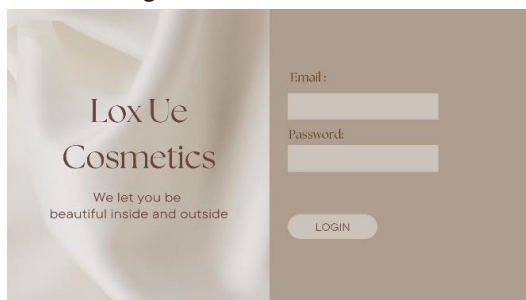 Lox Ue
Cosmetics
We let you be
beautiful inside and outside
Email :
Password:
LOGIN